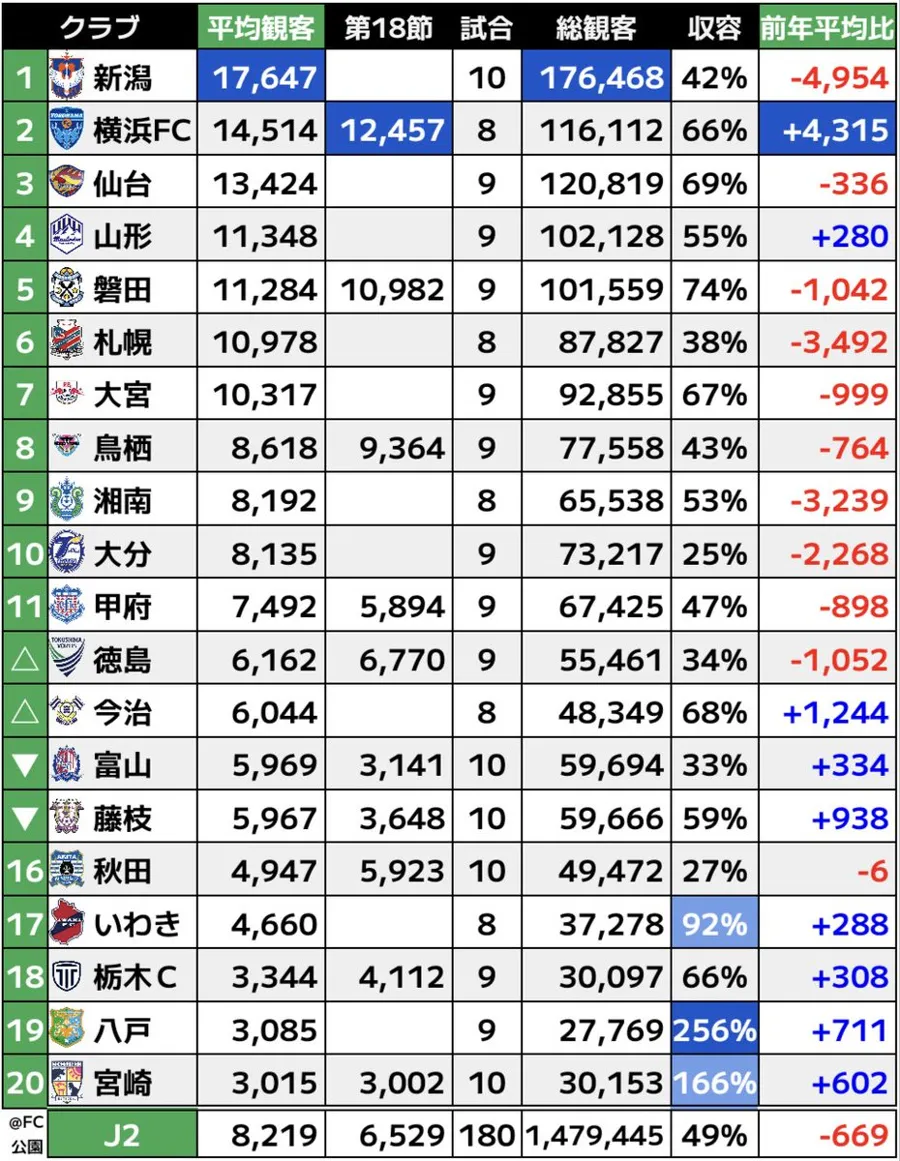 クラブ 平均観客 第18節 試合 総観客 収容 前年平均比
1 新潟 17,647 10 176,468 42% -4,954
2 横浜FC 14,514 12,457 8 116,112 66% +4,315
3 仙台 13,424 9 120,819 69% -336
4 山形 11,348 9 102,128 55% +280
5 磐田 11,284 10,982 9 101,559 74% -1,042
6 札幌 10,978 8 87,827 38% -3,492
7 大宮 10,317 9 92,855 67% -999
8 鳥栖 8,618 9,364 9 77,558 43% -764
9 湘南 8,192 8 65,538 53% -3,239
10 大分 8,135 9 73,217 25% -2,268
11 甲府 7,492 5,894 9 67,425 47% -898
△ 徳島 6,162 6,770 9 55,461 34% -1,052
△ 今治 6,044 8 48,349 68% +1,244
▼ 富山 5,969 3,141 10 59,694 33% +334
▼ 藤枝 5,967 3,648 10 59,666 59% +938
16 秋田 4,947 5,923 10 49,472 27% -6
17 いわき 4,660 8 37,278 92% +288
18 栃木C 3,344 4,112 9 30,097 66% +308
19 八戸 3,085 9 27,769 256% +711
20 宮崎 3,015 3,002 10 30,153 166% +602
@FC公園 J2 8,219 6,529 180 1,479,445 49% -669